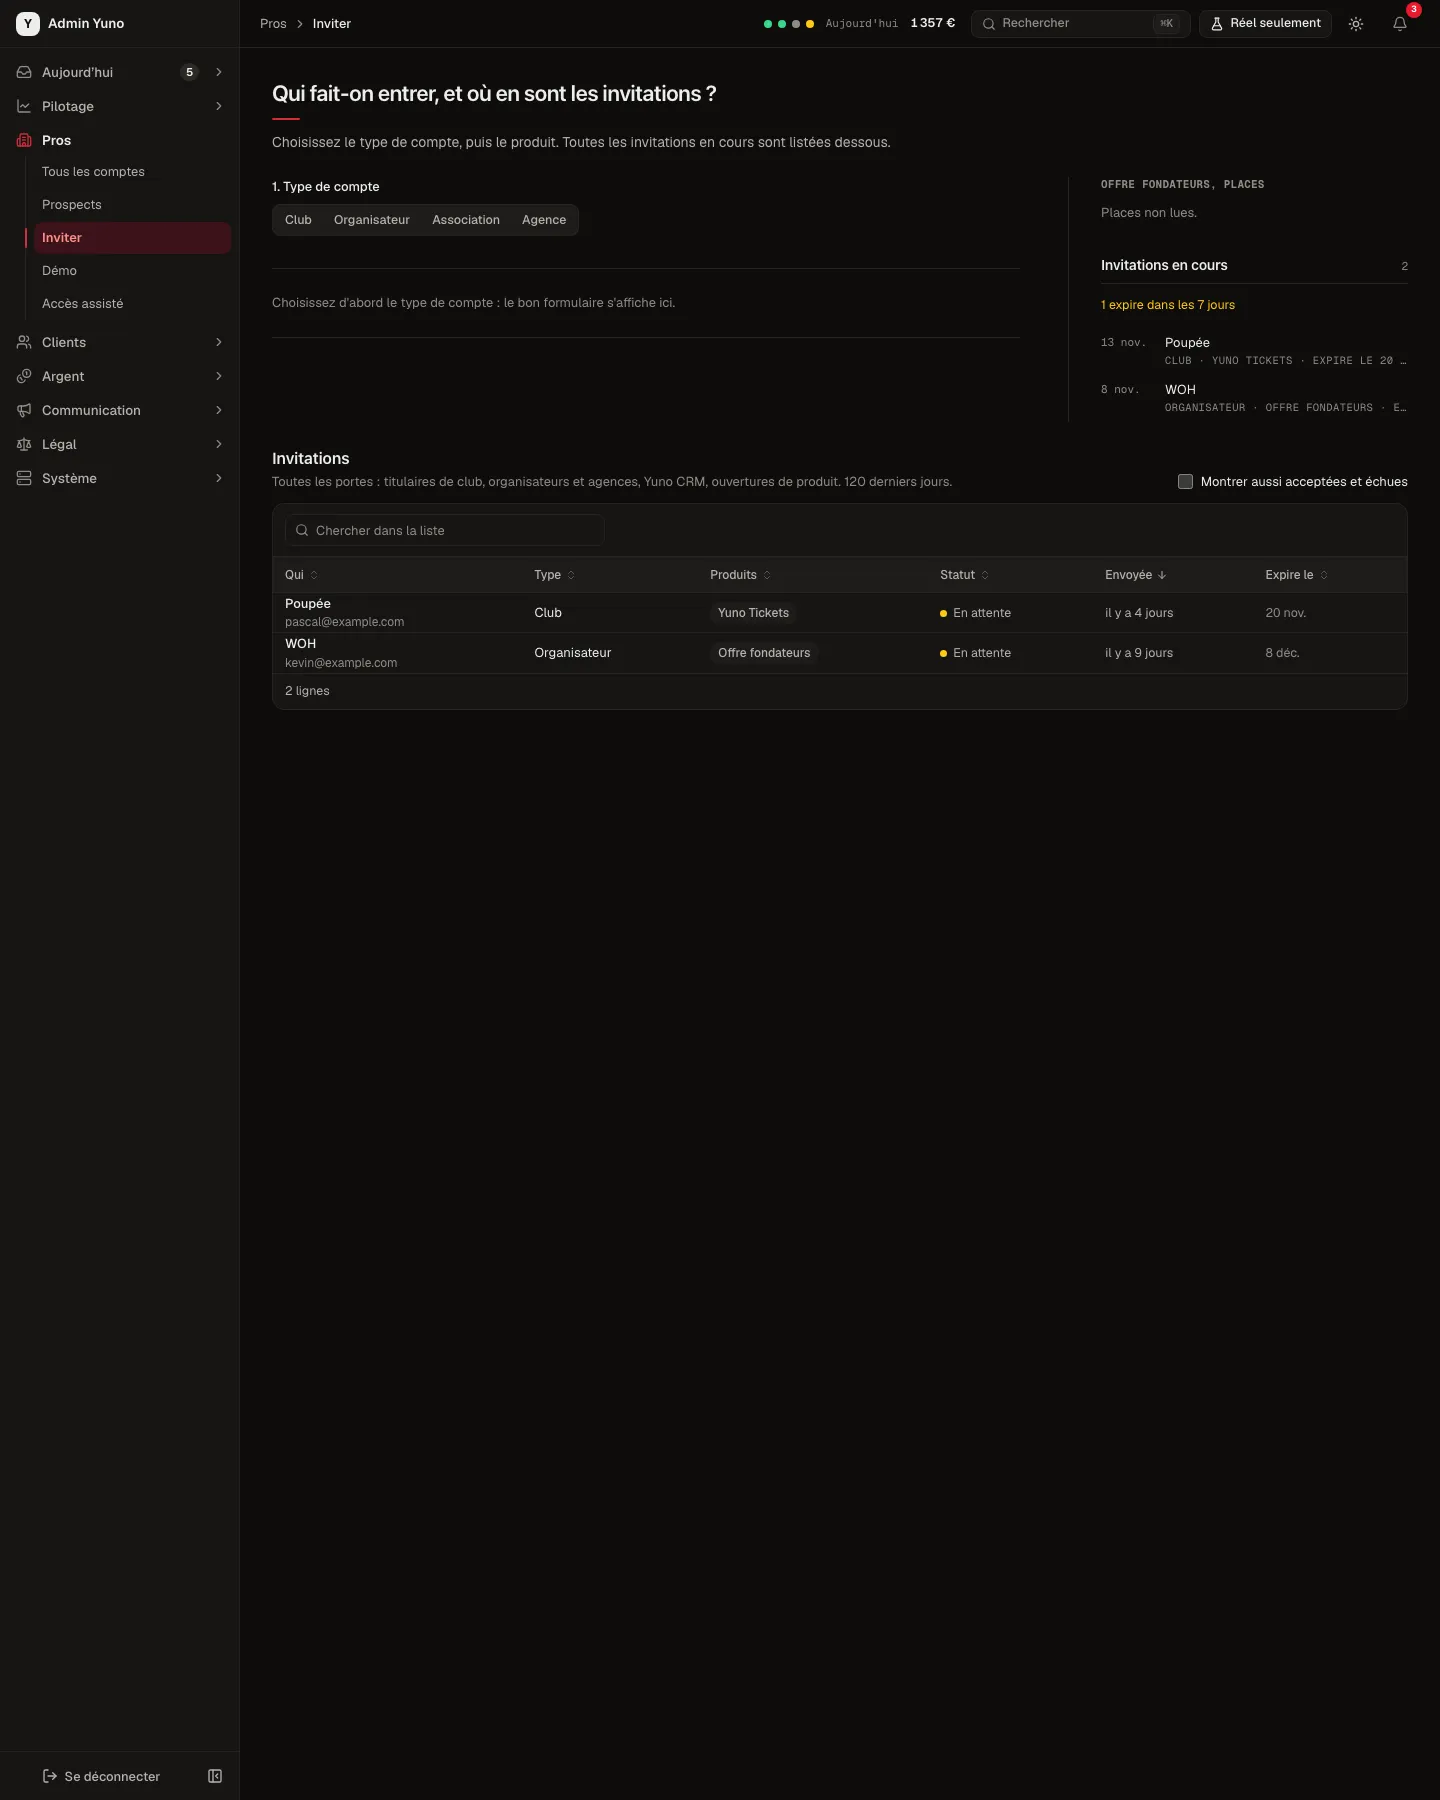 Y Admin Yuno
Aujourd'hui 5
Pilotage
Pros
Tous les comptes
Prospects
Inviter
Démo
Accès assisté
Clients
Argent
Communication
Légal
Système
Se déconnecter
Pros > Inviter
Aujourd'hui 1 357 € Rechercher ⌘K Réel seulement 3
Qui fait-on entrer, et où en sont les invitations ?
Choisissez le type de compte, puis le produit. Toutes les invitations en cours sont listées dessous.
1. Type de compte
Club Organisateur Association Agence
Choisissez d'abord le type de compte : le bon formulaire s'affiche ici.
OFFRE FONDATEURS, PLACES
Places non lues.
Invitations en cours 2
1 expire dans les 7 jours
13 nov. Poupée
CLUB · YUNO TICKETS · EXPIRE LE 20 …
8 nov. WOH
ORGANISATEUR · OFFRE FONDATEURS · E…
Invitations
Toutes les portes : titulaires de club, organisateurs et agences, Yuno CRM, ouvertures de produit. 120 derniers jours.
Montrer aussi acceptées et échues
Chercher dans la liste
Qui Type Produits Statut Envoyée Expire le
Poupée
pascal@example.com
Club Yuno Tickets En attente il y a 4 jours 20 nov.
WOH
kevin@example.com
Organisateur Offre fondateurs En attente il y a 9 jours 8 déc.
2 lignes